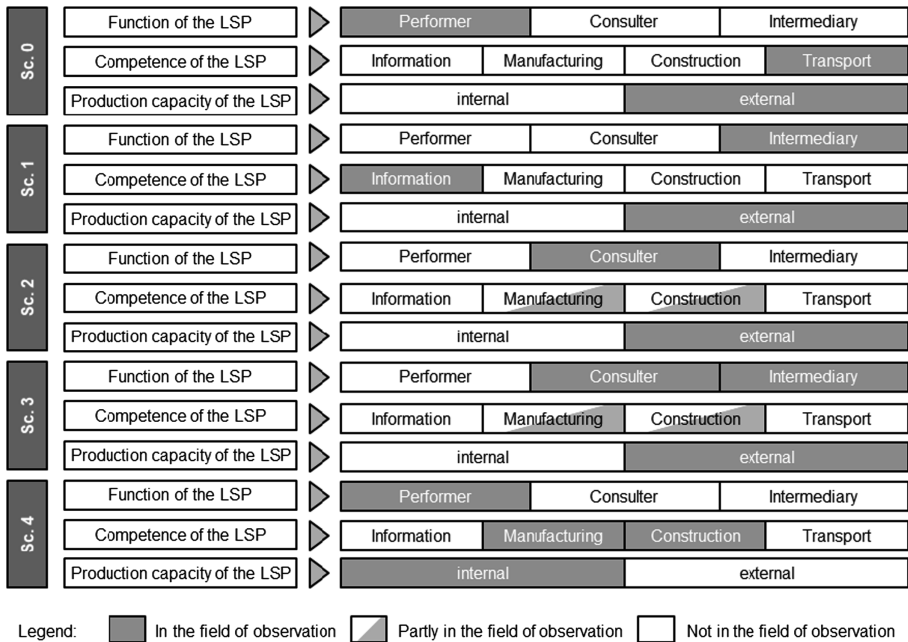 Sc. 0
Function of the LSP Performer Consulter Intermediary
Competence of the LSP Information Manufacturing Construction Transport
Production capacity of the LSP internal external
Sc. 1
Function of the LSP Performer Consulter Intermediary
Competence of the LSP Information Manufacturing Construction Transport
Production capacity of the LSP internal external
Sc. 2
Function of the LSP Performer Consulter Intermediary
Competence of the LSP Information Manufacturing Construction Transport
Production capacity of the LSP internal external
Sc. 3
Function of the LSP Performer Consulter Intermediary
Competence of the LSP Information Manufacturing Construction Transport
Production capacity of the LSP internal external
Sc. 4
Function of the LSP Performer Consulter Intermediary
Competence of the LSP Information Manufacturing Construction Transport
Production capacity of the LSP internal external
Legend: In the field of observation Partly in the field of observation Not in the field of observation